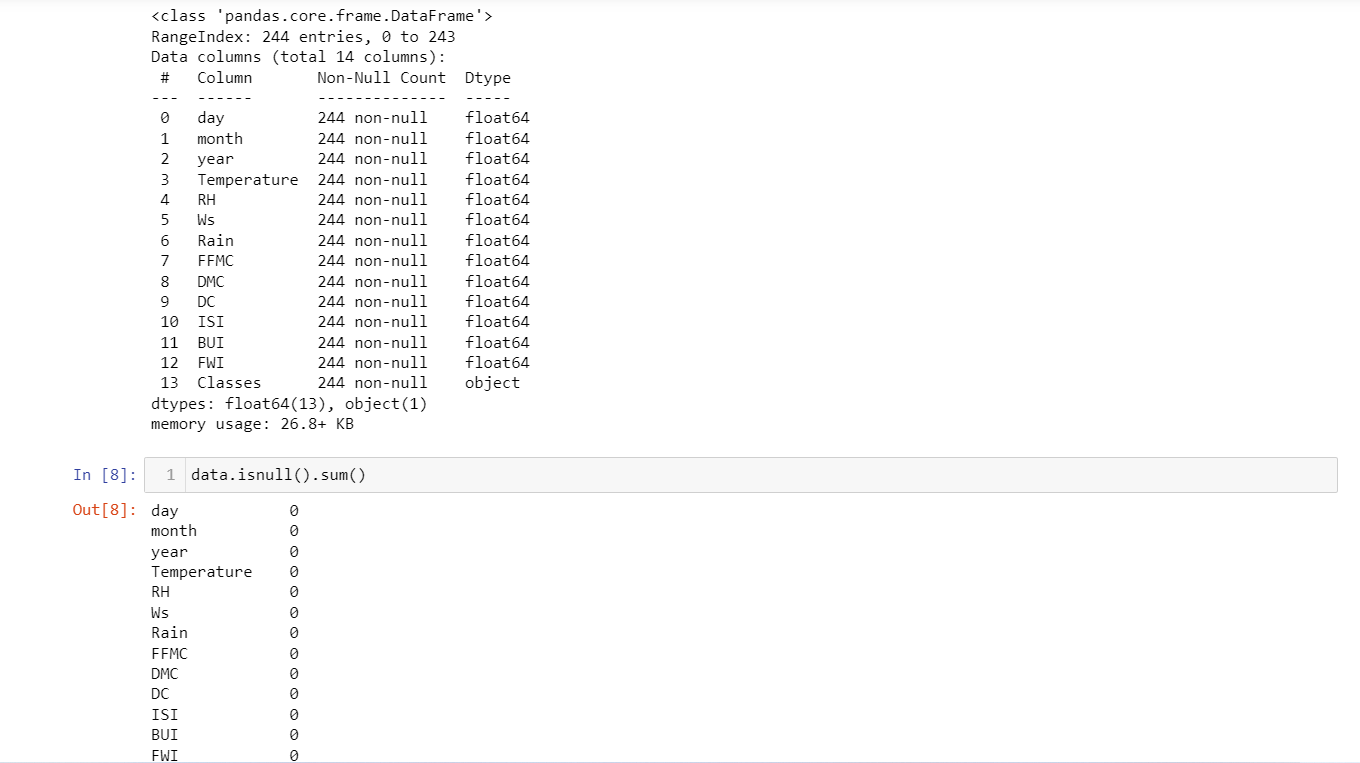 <class 'pandas.core.frame.DataFrame'>
RangeIndex: 244 entries, 0 to 243
Data columns (total 14 columns):
 #   Column       Non-Null Count  Dtype
---  ------       --------------  -----
 0   day          244 non-null    float64
 1   month        244 non-null    float64
 2   year         244 non-null    float64
 3   Temperature  244 non-null    float64
 4   RH           244 non-null    float64
 5   Ws           244 non-null    float64
 6   Rain         244 non-null    float64
 7   FFMC         244 non-null    float64
 8   DMC          244 non-null    float64
 9   DC           244 non-null    float64
 10  ISI          244 non-null    float64
 11  BUI          244 non-null    float64
 12  FWI          244 non-null    float64
 13  Classes      244 non-null    object
dtypes: float64(13), object(1)
memory usage: 26.8+ KB
In [8]: 1 data.isnull().sum()
Out[8]: day            0
month          0
year           0
Temperature    0
RH             0
Ws             0
Rain           0
FFMC           0
DMC            0
DC             0
ISI            0
BUI            0
FWI            0